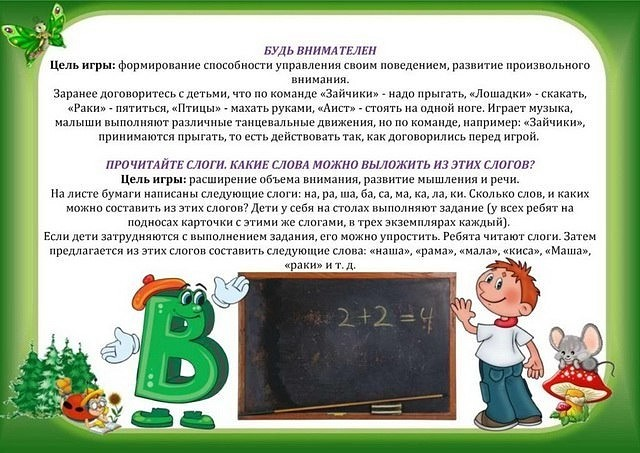 БУДЬ ВНИМАТЕЛЕН
Цель игры: формирование способности управления своим поведением, развитие произвольного
внимания.
Заранее договоритесь с детьми, что по команде «Зайчики» - надо прыгать, «Лошадки» - скакать,
«Раки» - пятиться, «Птицы» - махать руками, «Аист» - стоять на одной ноге. Играет музыка,
малыши выполняют различные танцевальные движения, но по команде, например: «Зайчики»,
принимаются прыгать, то есть действовать так, как договорились перед игрой.
ПРОЧИТАЙТЕ СЛОГИ. КАКИЕ СЛОВА МОЖНО ВЫЛОЖИТЬ ИЗ ЭТИХ СЛОГОВ?
Цель игры: расширение объема внимания, развитие мышления и речи.
На листе бумаги написаны следующие слоги: на, ра, ша, ба, са, ма, ка, ла, ки. Сколько слов, и каких
можно составить из этих слогов? Дети у себя на столах выполняют задание (у всех ребят на
подносах карточки с этими же слогами, в трех экземплярах каждый).
Если дети затрудняются с выполнением задания, его можно упростить. Ребята читают слоги. Затем
предлагается из этих слогов составить следующие слова: «наша», «рама», «мала», «киса», «Маша»,
«раки» и т. д.
2+2=4
В